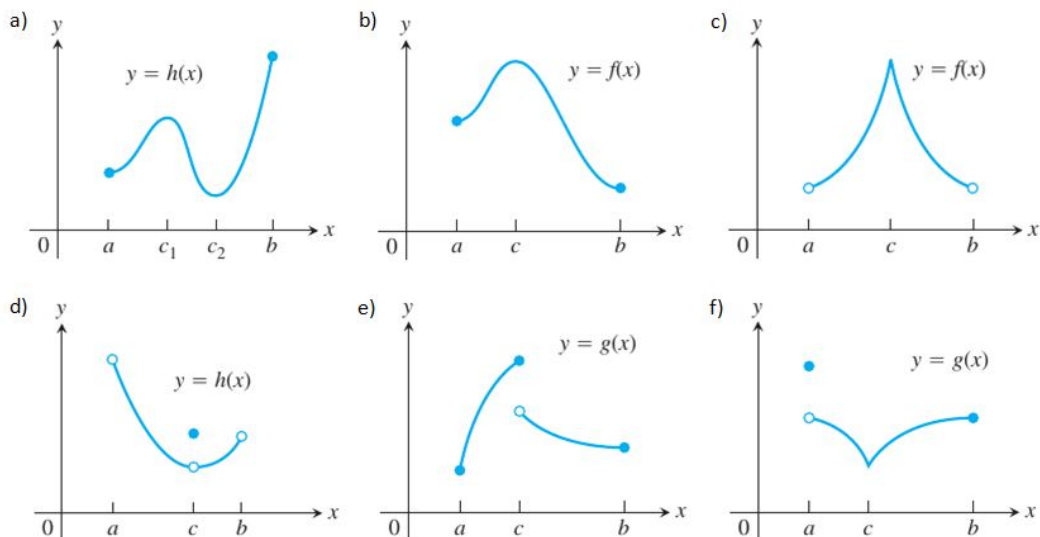 a)
y
y = h(x)
0
a
c₁
c₂
b
x
b)
y
y = f(x)
0
a
c
b
x
c)
y
y = f(x)
0
a
c
b
x
d)
y
y = h(x)
0
a
c
b
x
e)
y
y = g(x)
0
a
c
b
x
f)
y
y = g(x)
0
a
c
b
x